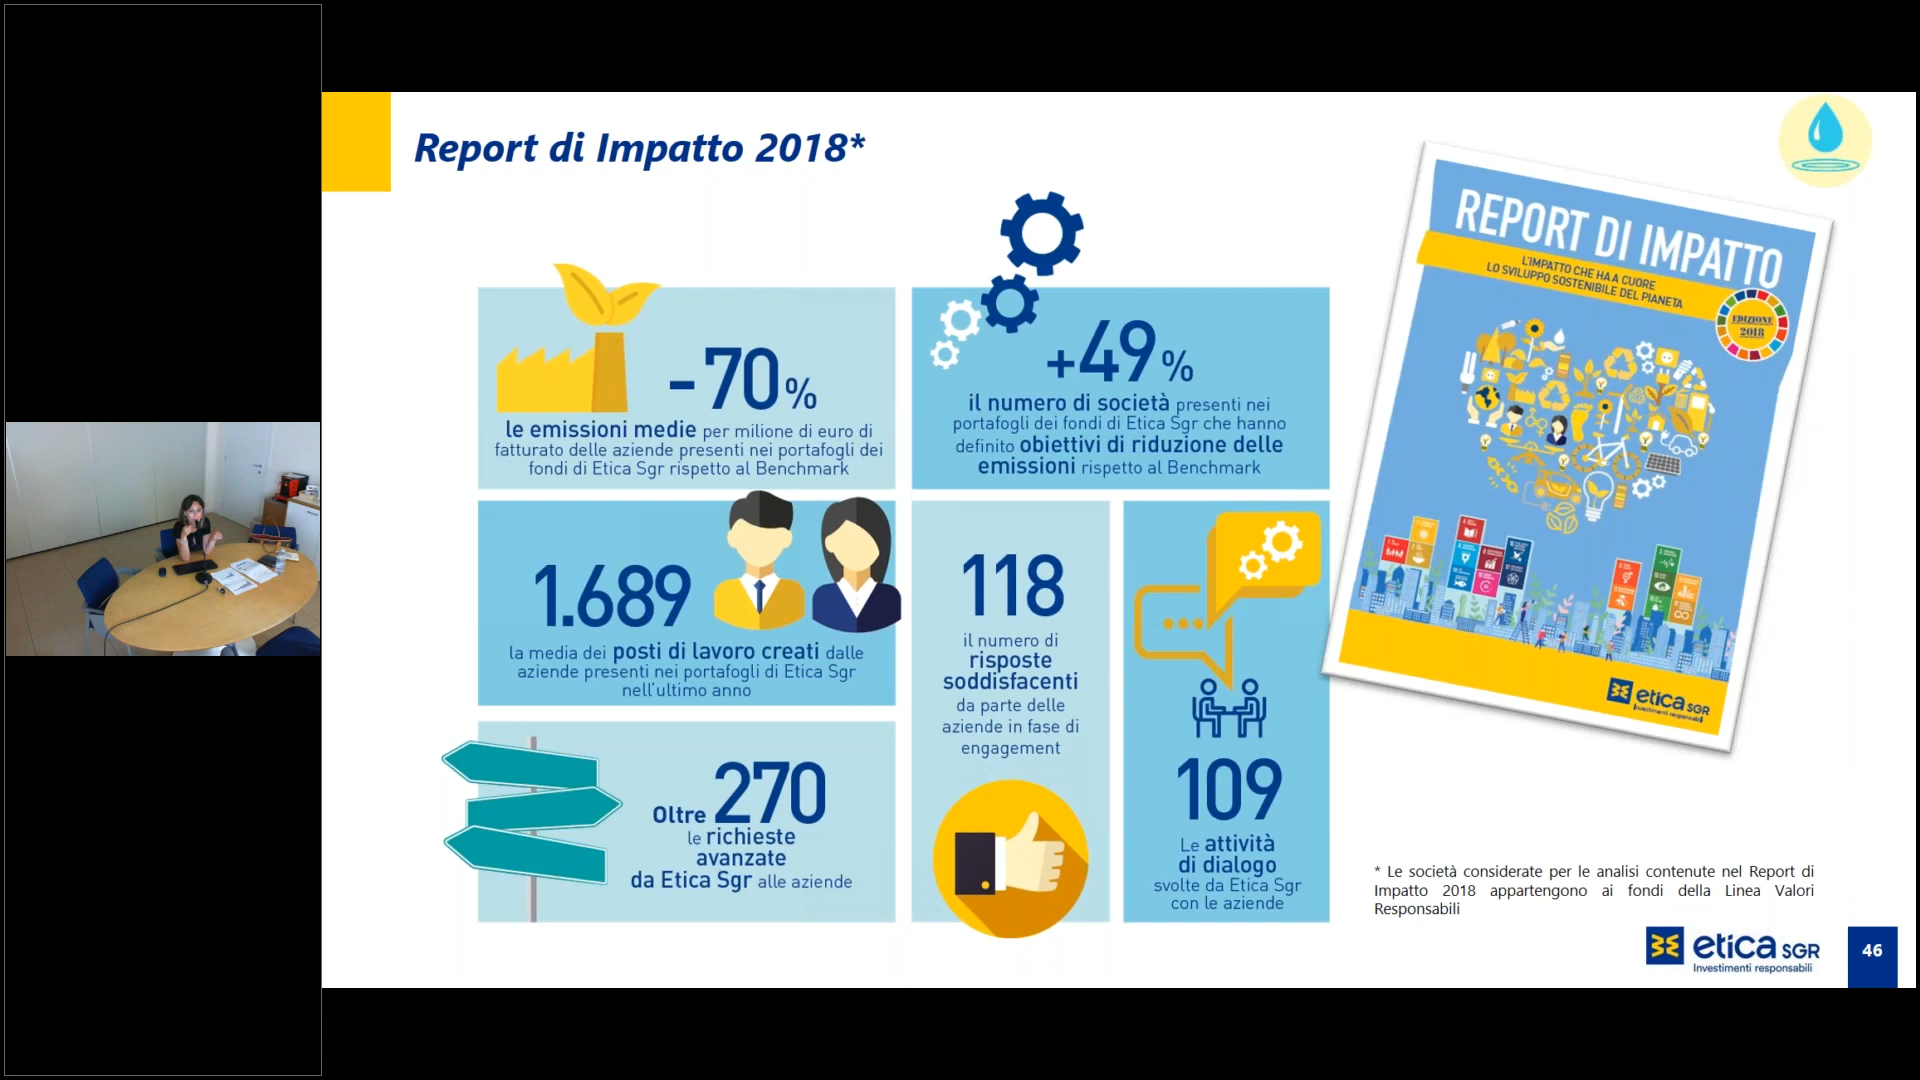 Report di Impatto 2018*
-70%
le emissioni medie per milione di euro di
fatturato delle aziende presenti nei portafogli dei
fondi di Etica Sgr rispetto al Benchmark
+49%
il numero di società presenti nei
portafogli dei fondi di Etica Sgr che hanno
definito obiettivi di riduzione delle
emissioni rispetto al Benchmark
1.689
la media dei posti di lavoro creati dalle
aziende presenti nei portafogli di Etica Sgr
nell'ultimo anno
118
il numero di
risposte
soddisfacenti
da parte delle
aziende in fase di
engagement
109
Le attività
di dialogo
svolte da Etica Sgr
con le aziende
Oltre 270
le richieste
avanzate
da Etica Sgr alle aziende
REPORT DI IMPATTO
L'IMPATTO CHE HA A CUORE
LO SVILUPPO SOSTENIBILE DEL PIANETA
EDIZIONE
2018
etica SGR
Investimenti responsabili
* Le società considerate per le analisi contenute nel Report di
Impatto 2018 appartengono ai fondi della Linea Valori
Responsabili
etica SGR
Investimenti responsabili
46